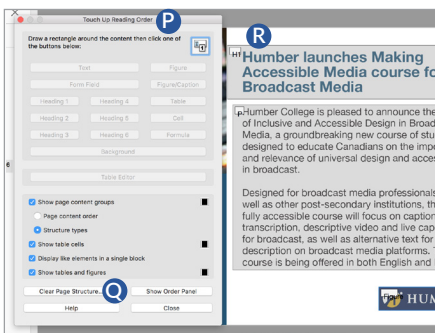 Touch Up Reading Order
P
Draw a rectangle around the content then click one of
the buttons below:
Text
Figure
Form Field
Figure/Caption
Heading 1
Heading 4
Table
Heading 2
Heading 5
Cell
Heading 3
Heading 6
Formula
Background
Table Editor
Show page content groups
Page content order
Structure types
Show table cells
Display like elements in a single block
Show tables and figures
Q
Clear Page Structure...
Show Order Panel
Help
Close
6
R
H1
Humber launches Making
Accessible Media course fo
Broadcast Media
P
Humber College is pleased to announce the
of Inclusive and Accessible Design in Broad
Media, a groundbreaking new course of stu
designed to educate Canadians on the impo
and relevance of universal design and acces
in broadcast.
Designed for broadcast media professionals
well as other post-secondary institutions, th
fully accessible course will focus on caption
transcription, descriptive video and live cap
for broadcast, as well as alternative text for
description on broadcast media platforms. T
course is being offered in both English and
Figure
HUM